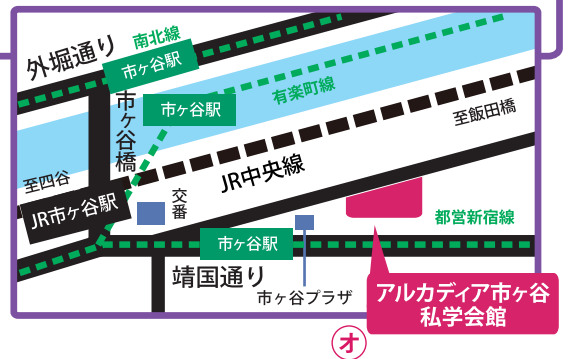 外堀通り
南北線
市ヶ谷駅
市ヶ谷駅
市ヶ谷橋
有楽町線
至飯田橋
至四谷
JR中央線
JR市ヶ谷駅
交番
都営新宿線
市ヶ谷駅
靖国通り
市ヶ谷プラザ
アルカディア市ヶ谷
私学会館
オ